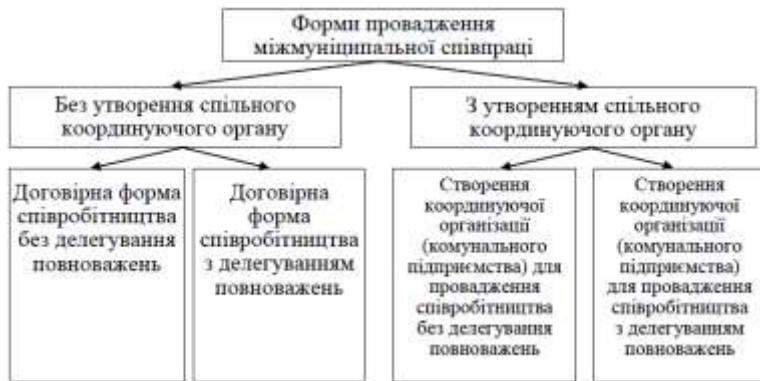 Форми провадження
міжмуніципальної співпраці
Без утворення спільного
координуючого органу
З утворенням спільного
координуючого органу
Договірна форма
співробітництва
без делегування
повноважень
Договірна
форма
співробітництва
з делегуванням
повноважень
Створення
координуючої
організації
(комунального
підприємства) для
провадження
співробітництва
без делегування
повноважень
Створення
координуючої
організації
(комунального
підприємства)
для провадження
співробітництва
з делегуванням
повноважень